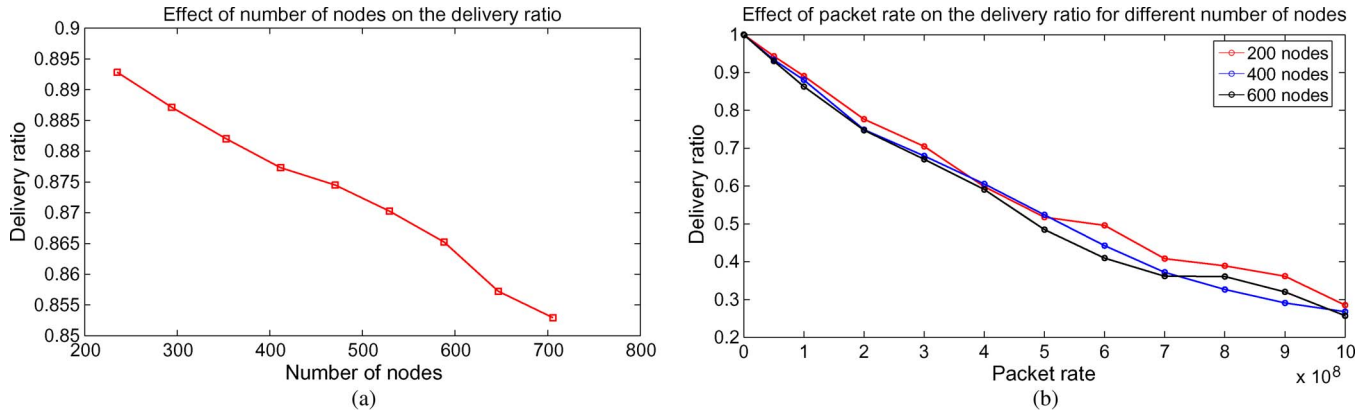 Effect of number of nodes on the delivery ratio
0.9
0.895
0.89
0.885
0.88
0.875
0.87
0.865
0.86
0.855
0.85
Delivery ratio
200 300 400 500 600 700 800
Number of nodes
(a)
Effect of packet rate on the delivery ratio for different number of nodes
1
0.9
0.8
0.7
0.6
0.5
0.4
0.3
0.2
Delivery ratio
200 nodes
400 nodes
600 nodes
0 1 2 3 4 5 6 7 8 9 10
Packet rate
x 10^8
(b)